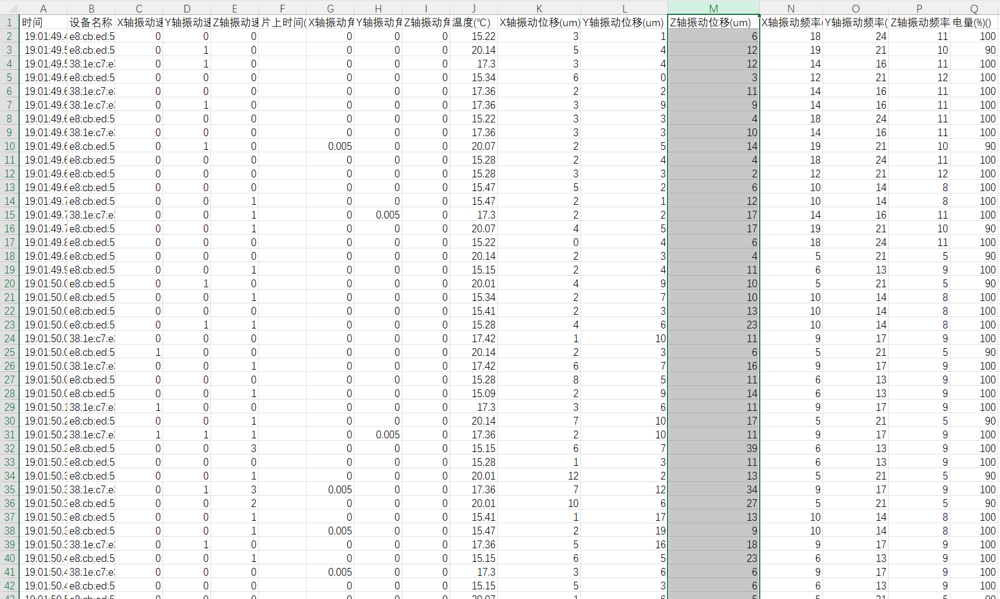 A B C D E F G H I J K L M N O P Q
1 时间 设备名称 X轴振动速 Y轴振动速 Z轴振动速 片上时间( X轴振动角 Y轴振动角 Z轴振动角 温度(℃) X轴振动位移(um) Y轴振动位移(um) Z轴振动位移(um) X轴振动频率( Y轴振动频率( Z轴振动频率 电量(%)()
2 19:01:49.4 e8:cb:ed:5 0 0 0 0 0 0 15.22 3 1 6 18 24 11 100
3 19:01:49.5 e8:cb:ed:5 0 1 0 0 0 0 20.14 5 4 12 19 21 10 90
4 19:01:49.5 38:1e:c7:e3 0 1 0 0 0 0 17.3 3 4 12 14 16 11 100
5 19:01:49.6 e8:cb:ed:5 0 0 0 0 0 0 15.34 6 0 3 12 21 12 100
6 19:01:49.6 38:1e:c7:e3 0 0 0 0 0 0 17.36 2 2 11 14 16 11 100
7 19:01:49.6 38:1e:c7:e3 0 1 0 0 0 0 17.36 3 9 9 14 16 11 100
8 19:01:49.6 e8:cb:ed:5 0 0 0 0 0 0 15.22 3 3 4 18 24 11 100
9 19:01:49.6 38:1e:c7:e3 0 0 0 0 0 0 17.36 3 3 10 14 16 11 100
10 19:01:49.6 e8:cb:ed:5 0 1 0 0.005 0 0 20.07 2 5 14 19 21 10 90
11 19:01:49.6 e8:cb:ed:5 0 0 0 0 0 0 15.28 2 4 4 18 24 11 100
12 19:01:49.6 e8:cb:ed:5 0 0 0 0 0 0 15.28 3 3 2 12 21 12 100
13 19:01:49.6 e8:cb:ed:5 0 0 0 0 0 0 15.47 5 2 6 10 14 8 100
14 19:01:49.7 e8:cb:ed:5 0 0 1 0 0 0 15.47 2 1 12 10 14 8 100
15 19:01:49.7 38:1e:c7:e3 0 0 1 0 0.005 0 17.3 2 2 17 14 16 11 100
16 19:01:49.7 e8:cb:ed:5 0 0 1 0 0 0 20.07 4 5 17 19 21 10 90
17 19:01:49.8 e8:cb:ed:5 0 0 0 0 0 0 15.22 0 4 6 18 24 11 100
18 19:01:49.8 e8:cb:ed:5 0 0 0 0 0 0 20.14 2 3 4 5 21 5 90
19 19:01:49.9 e8:cb:ed:5 0 0 1 0 0 0 15.15 2 4 11 6 13 9 100
20 19:01:50.0 e8:cb:ed:5 0 1 0 0 0 0 20.01 4 9 10 5 21 5 90
21 19:01:50.0 e8:cb:ed:5 0 0 1 0 0 0 15.34 2 7 10 10 14 8 100
22 19:01:50.0 e8:cb:ed:5 0 0 0 0 0 0 15.41 2 3 13 10 14 8 100
23 19:01:50.0 e8:cb:ed:5 0 1 1 0 0 0 15.28 4 6 23 10 14 8 100
24 19:01:50.0 38:1e:c7:e3 0 0 0 0 0 0 17.42 1 10 11 9 17 9 100
25 19:01:50.0 e8:cb:ed:5 1 0 0 0 0 0 20.14 2 3 6 5 21 5 90
26 19:01:50.0 38:1e:c7:e3 0 0 1 0 0 0 17.42 6 7 16 9 17 9 100
27 19:01:50.0 e8:cb:ed:5 0 0 0 0 0 0 15.28 8 5 11 6 13 9 100
28 19:01:50.0 e8:cb:ed:5 0 0 1 0 0 0 15.09 2 9 14 6 13 9 100
29 19:01:50.1 38:1e:c7:e3 1 0 0 0 0 0 17.3 3 6 11 9 17 9 100
30 19:01:50.2 e8:cb:ed:5 0 0 1 0 0 0 20.14 7 10 17 5 21 5 90
31 19:01:50.2 38:1e:c7:e3 1 1 1 0 0.005 0 17.36 2 10 11 9 17 9 100
32 19:01:50.3 e8:cb:ed:5 0 0 3 0 0 0 15.15 6 7 39 6 13 9 100
33 19:01:50.3 e8:cb:ed:5 0 0 0 0 0 0 15.28 1 3 11 6 13 9 100
34 19:01:50.3 e8:cb:ed:5 0 0 1 0 0 0 20.01 12 2 13 5 21 5 90
35 19:01:50.3 38:1e:c7:e3 0 1 3 0.005 0 0 17.36 7 12 34 9 17 9 100
36 19:01:50.3 e8:cb:ed:5 0 0 2 0 0 0 20.01 10 6 27 5 21 5 90
37 19:01:50.3 e8:cb:ed:5 0 0 1 0 0 0 15.41 1 17 13 10 14 8 100
38 19:01:50.3 e8:cb:ed:5 0 0 1 0.005 0 0 15.47 2 19 9 10 14 8 100
39 19:01:50.3 38:1e:c7:e3 0 1 0 0 0 0 17.36 5 16 18 9 17 9 100
40 19:01:50.4 e8:cb:ed:5 0 0 1 0 0 0 15.15 6 5 23 6 13 9 100
41 19:01:50.4 38:1e:c7:e3 0 0 0 0.005 0 0 17.3 3 6 6 9 17 9 100
42 19:01:50.4 e8:cb:ed:5 0 0 0 0 0 0 15.15 5 3 6 6 13 9 100